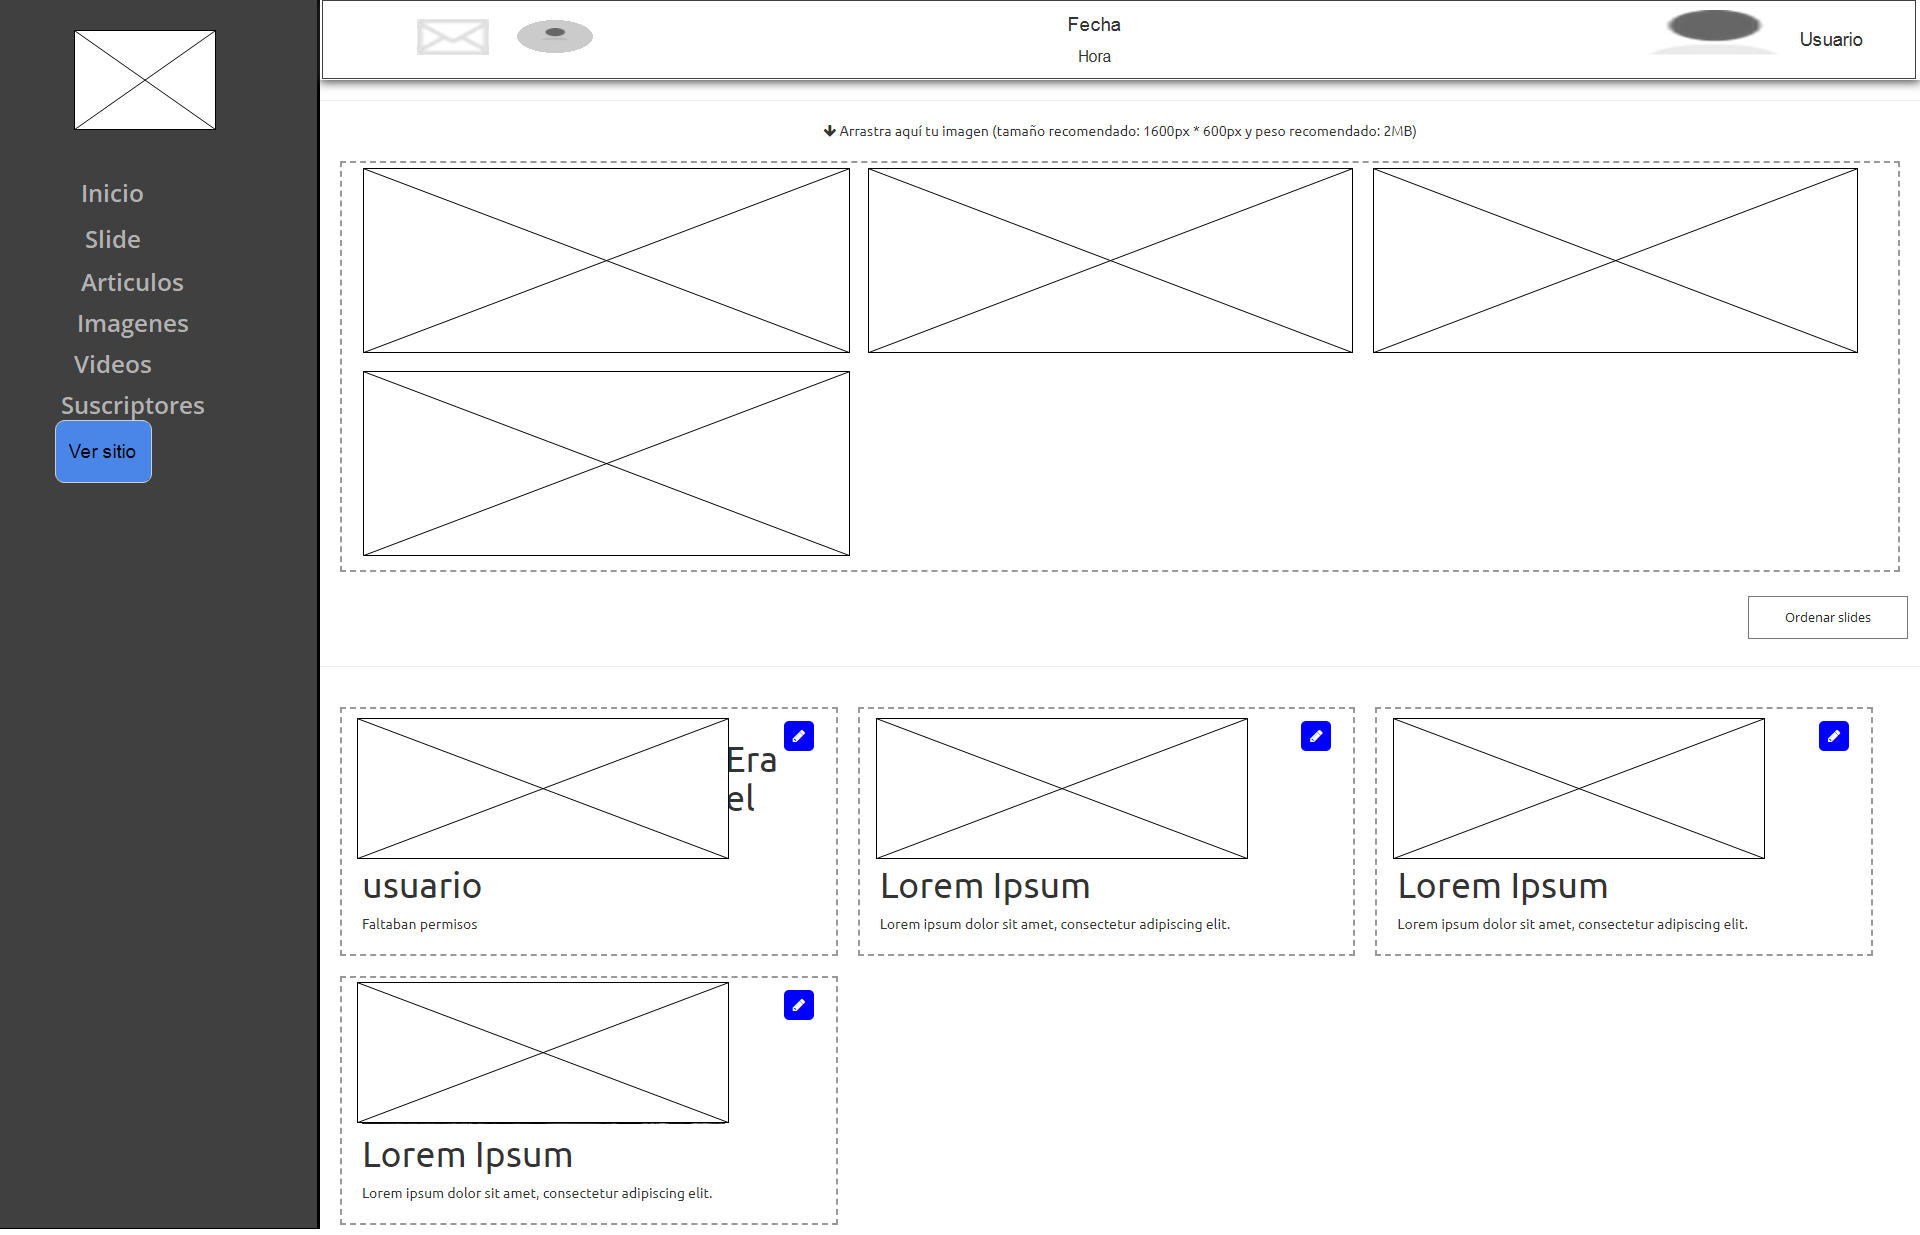 Inicio
Slide
Articulos
Imagenes
Videos
Suscriptores
Ver sitio
Fecha
Hora
Usuario
Arrastra aquí tu imagen (tamaño recomendado: 1600px * 600px y peso recomendado: 2MB)
Ordenar slides
Era
el
usuario
Faltaban permisos
Lorem Ipsum
Lorem ipsum dolor sit amet, consectetur adipiscing elit.
Lorem Ipsum
Lorem ipsum dolor sit amet, consectetur adipiscing elit.
Lorem Ipsum
Lorem ipsum dolor sit amet, consectetur adipiscing elit.